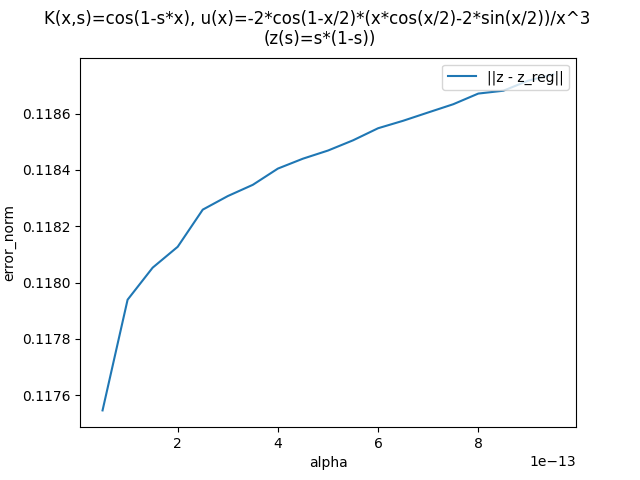 K(x,s)=cos(1-s*x), u(x)=-2*cos(1-x/2)*(x*cos(x/2)-2*sin(x/2))/x^3
(z(s)=s*(1-s))
||z - z_reg||
0.1186
0.1184
0.1182
0.1180
0.1178
0.1176
error_norm
2 4 6 8
1e−13
alpha